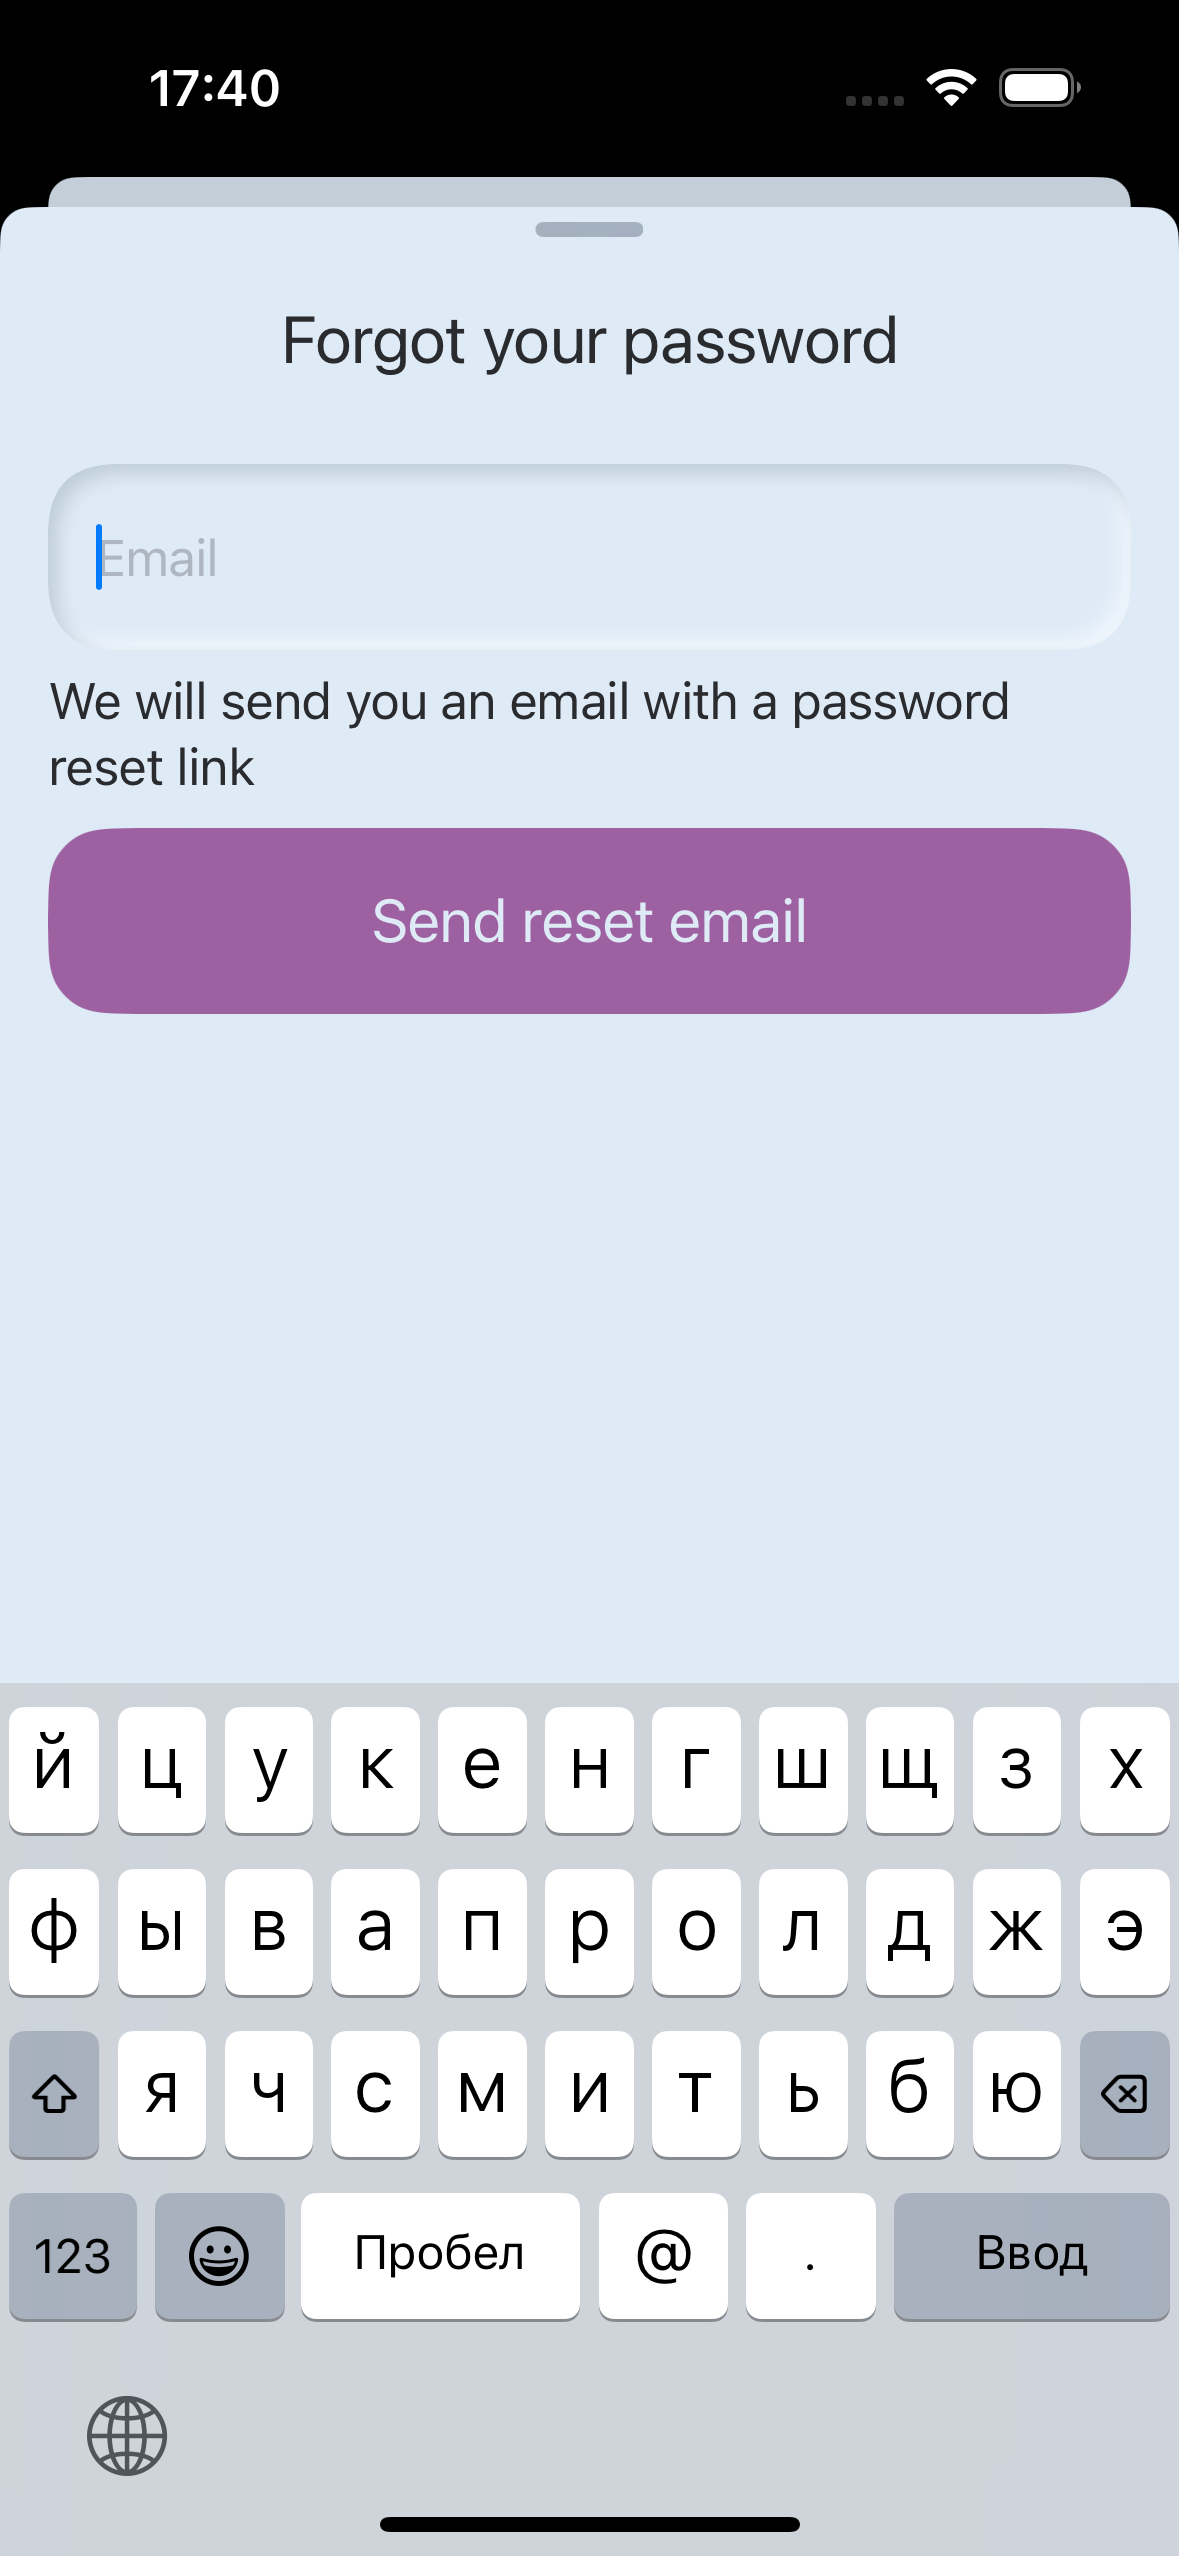 17:40
Forgot your password
Email
We will send you an email with a password
reset link
Send reset email
й ц у к е н г ш щ з х
ф ы в а п р о л д ж э
я ч с м и т ь б ю
123 Пробел @ . Ввод